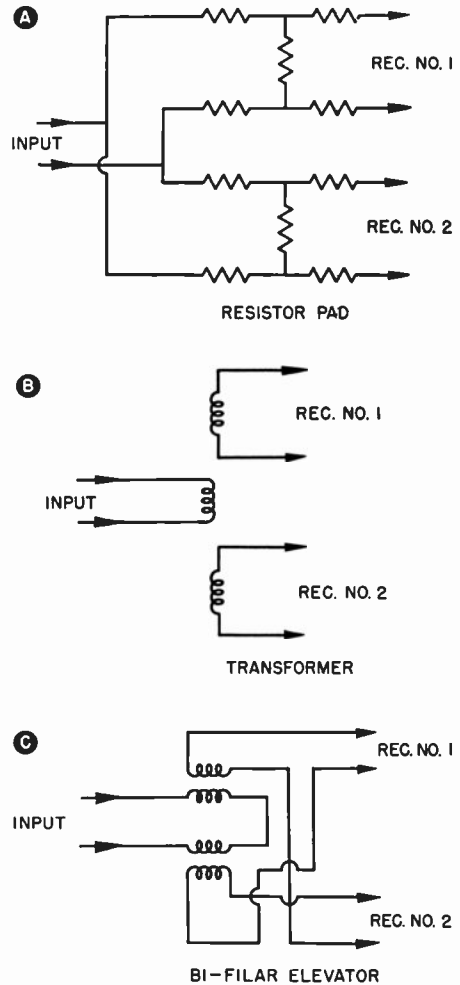 A
REC. NO. 1
INPUT
REC. NO. 2
RESISTOR PAD
B
REC. NO. 1
INPUT
REC. NO. 2
TRANSFORMER
C
REC. NO. 1
INPUT
REC. NO. 2
BI-FILAR ELEVATOR